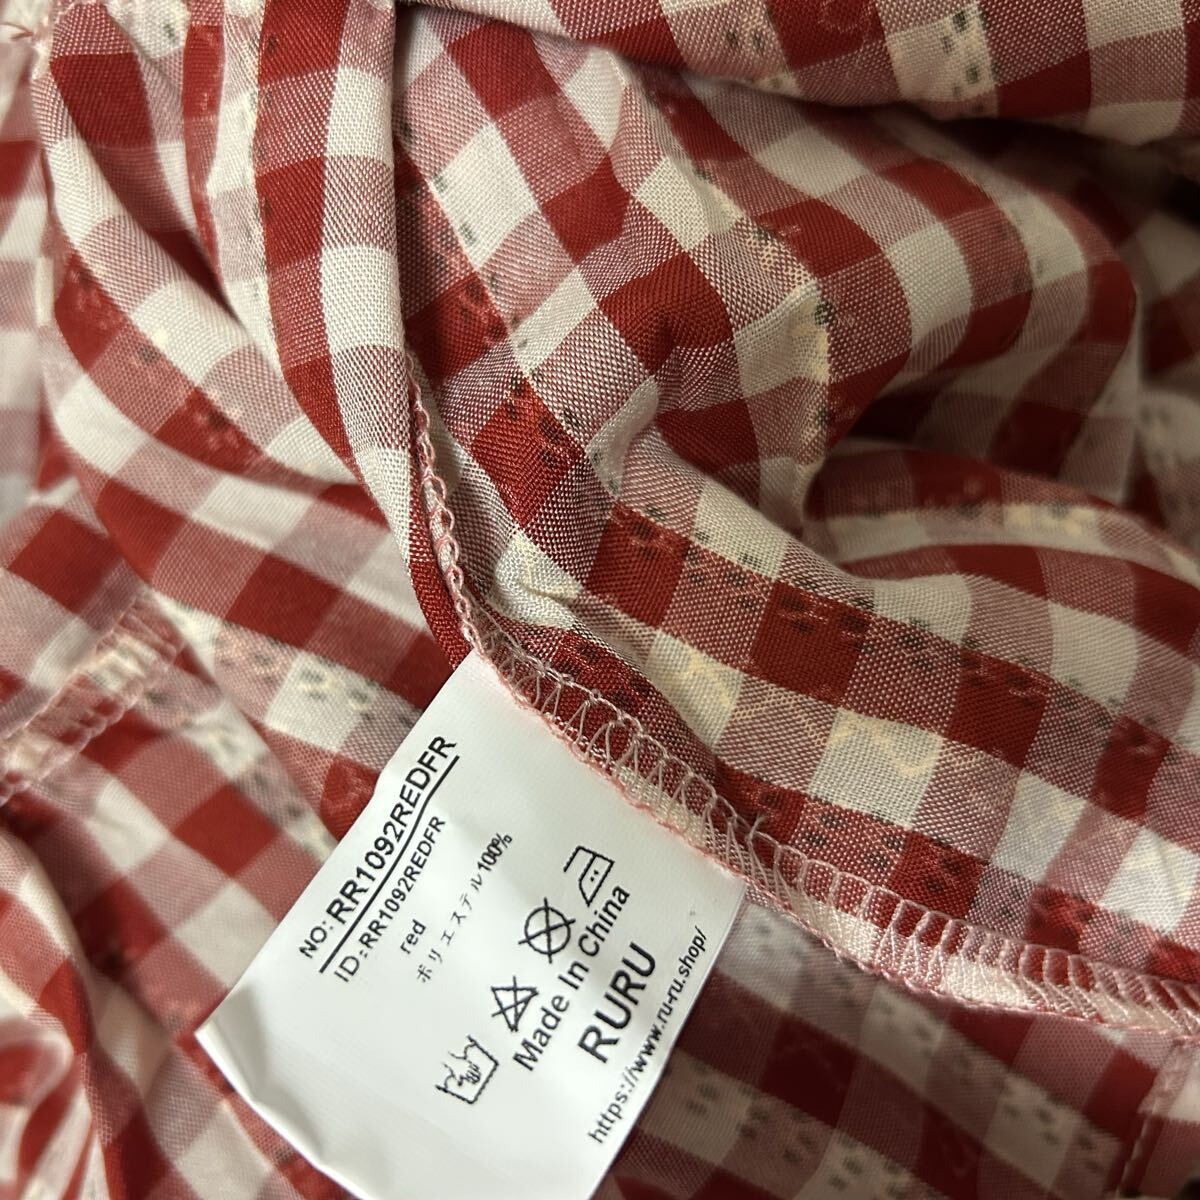 NO:RR1092REDFR
ID:RR1092REDFR
red
ポリエステル100%
Made In China
RURU
https://www.ru-ru.shop/